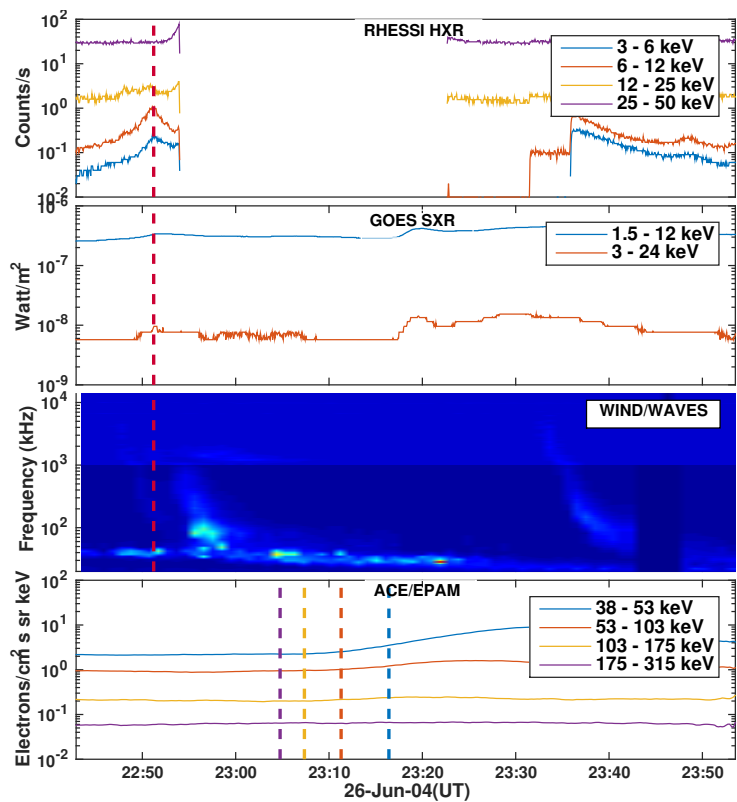 RHESSI HXR
10^2
10^1
10^0
10^-1
10^-2
Counts/s
3 - 6 keV
6 - 12 keV
12 - 25 keV
25 - 50 keV
GOES SXR
10^-6
10^-7
10^-8
10^-9
Watt/m^2
1.5 - 12 keV
3 - 24 keV
WIND/WAVES
10^4
10^3
10^2
Frequency (kHz)
ACE/EPAM
10^2
10^1
10^0
10^-1
10^-2
Electrons/cm^2 s sr keV
38 - 53 keV
53 - 103 keV
103 - 175 keV
175 - 315 keV
22:50 23:00 23:10 23:20 23:30 23:40 23:50
26-Jun-04(UT)